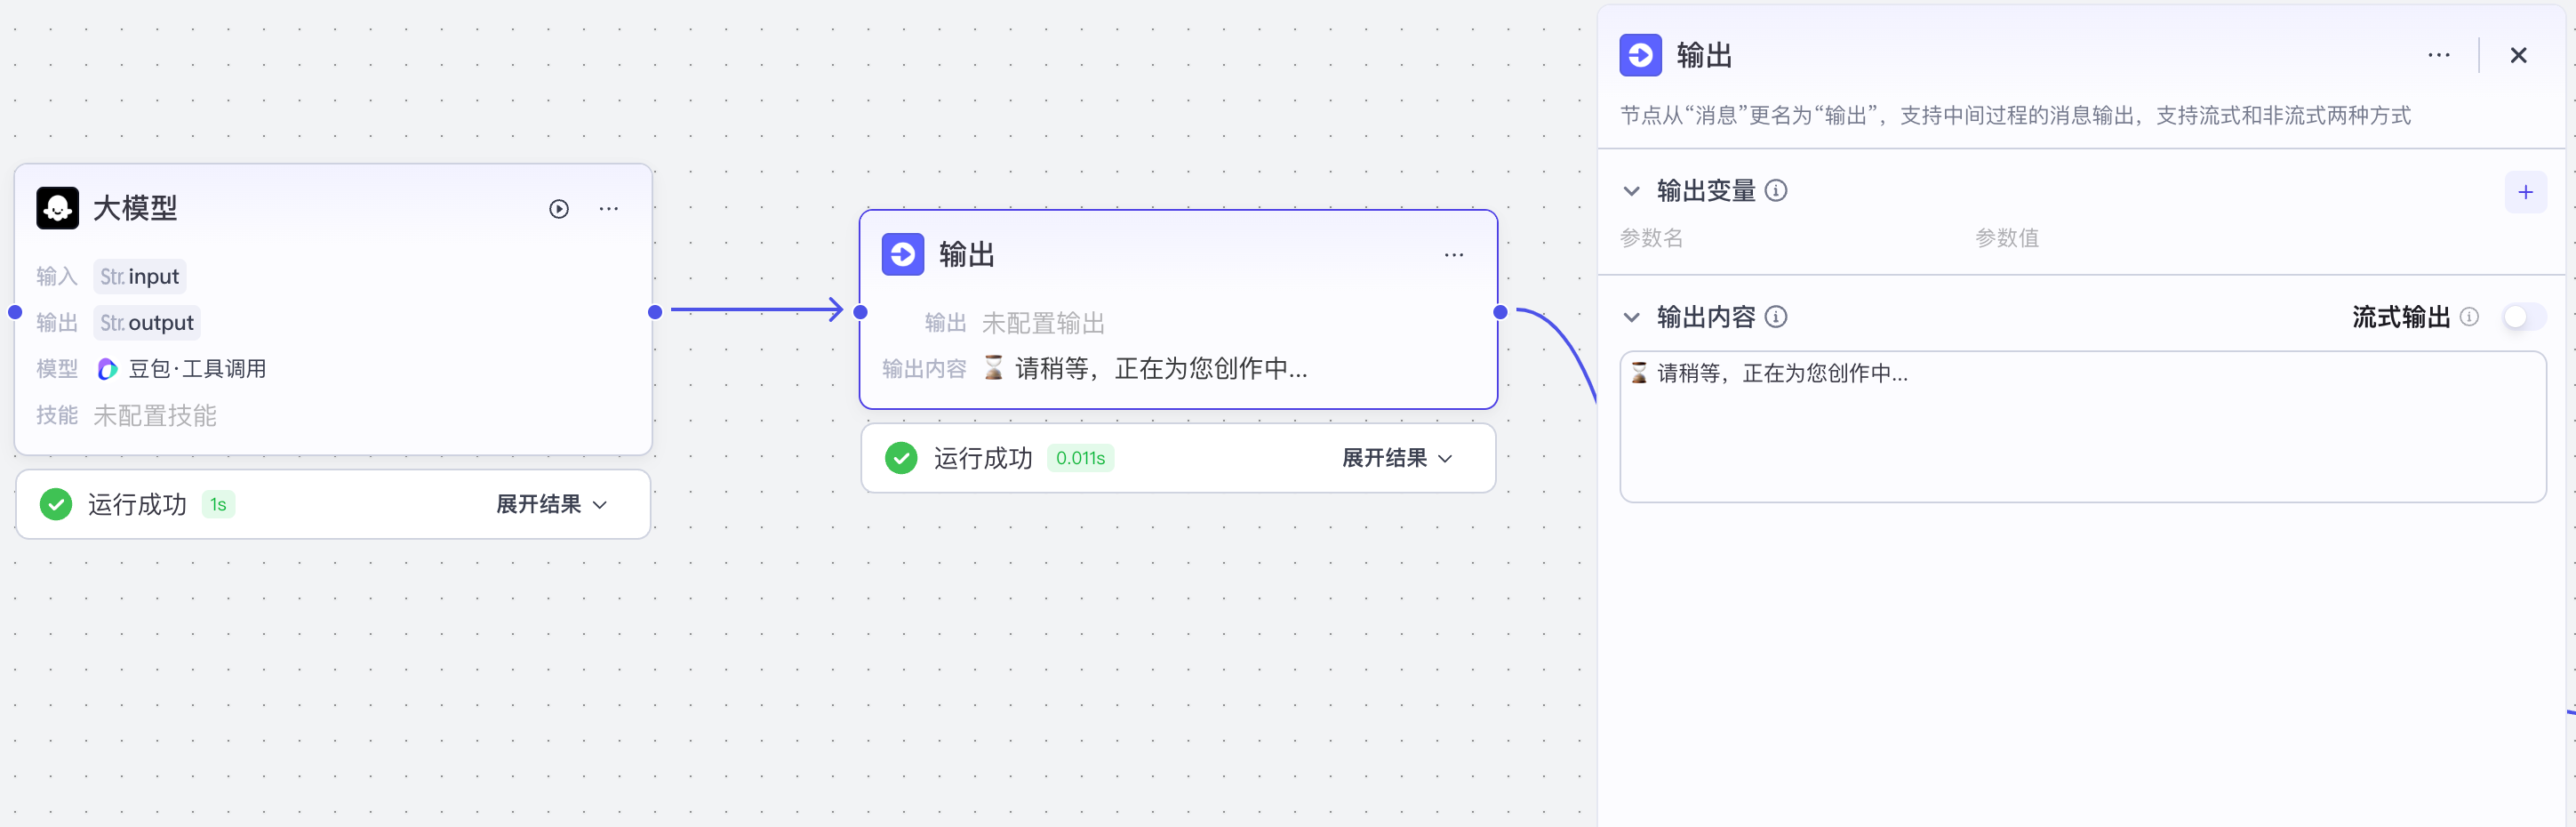 大模型
输入 Str. input
输出 Str. output
模型 豆包·工具调用
技能 未配置技能
运行成功 1s 展开结果
输出
输出 未配置输出
输出内容 ⌛ 请稍等，正在为您创作中...
运行成功 0.011s 展开结果
输出
节点从“消息”更名为“输出”，支持中间过程的消息输出，支持流式和非流式两种方式
输出变量
参数名 参数值
输出内容 流式输出
⌛ 请稍等，正在为您创作中...